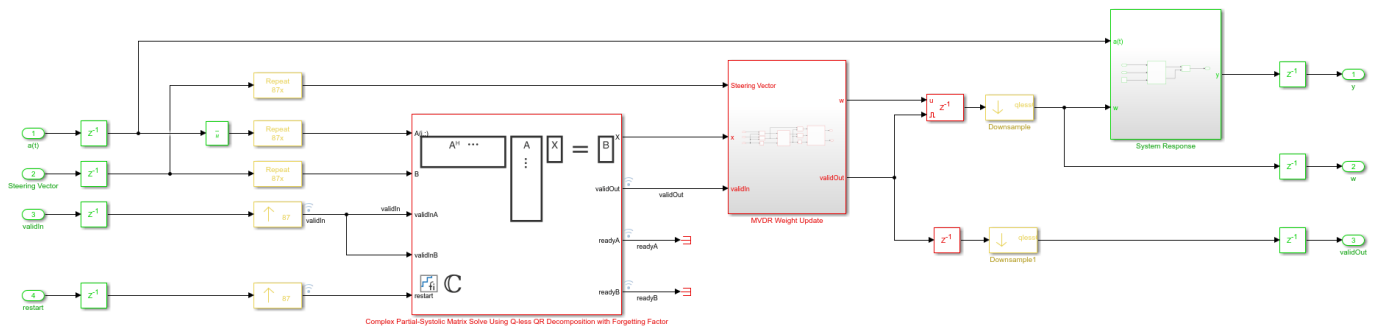 a(t)
y
w
System Response
1
y
Repeat
87x
Steering Vector
w
x
validOut
validIn
MVDR Weight Update
u
z⁻¹
Downsample
z⁻¹
1
a(t)
z⁻¹
Repeat
87x
A(i,:)
Aᴴ ⋯
A
⋮
X
=
B
X
2
Steering Vector
z⁻¹
Repeat
87x
B
validOut
validOut
z⁻¹
2
w
3
validIn
z⁻¹
87
validIn
validIn
validInA
validInB
readyA
readyA
z⁻¹
Downsample1
z⁻¹
3
validOut
4
restart
z⁻¹
87
restart
fi
ℂ
readyB
readyB
Complex Partial-Systolic Matrix Solve Using Q-less QR Decomposition with Forgetting Factor